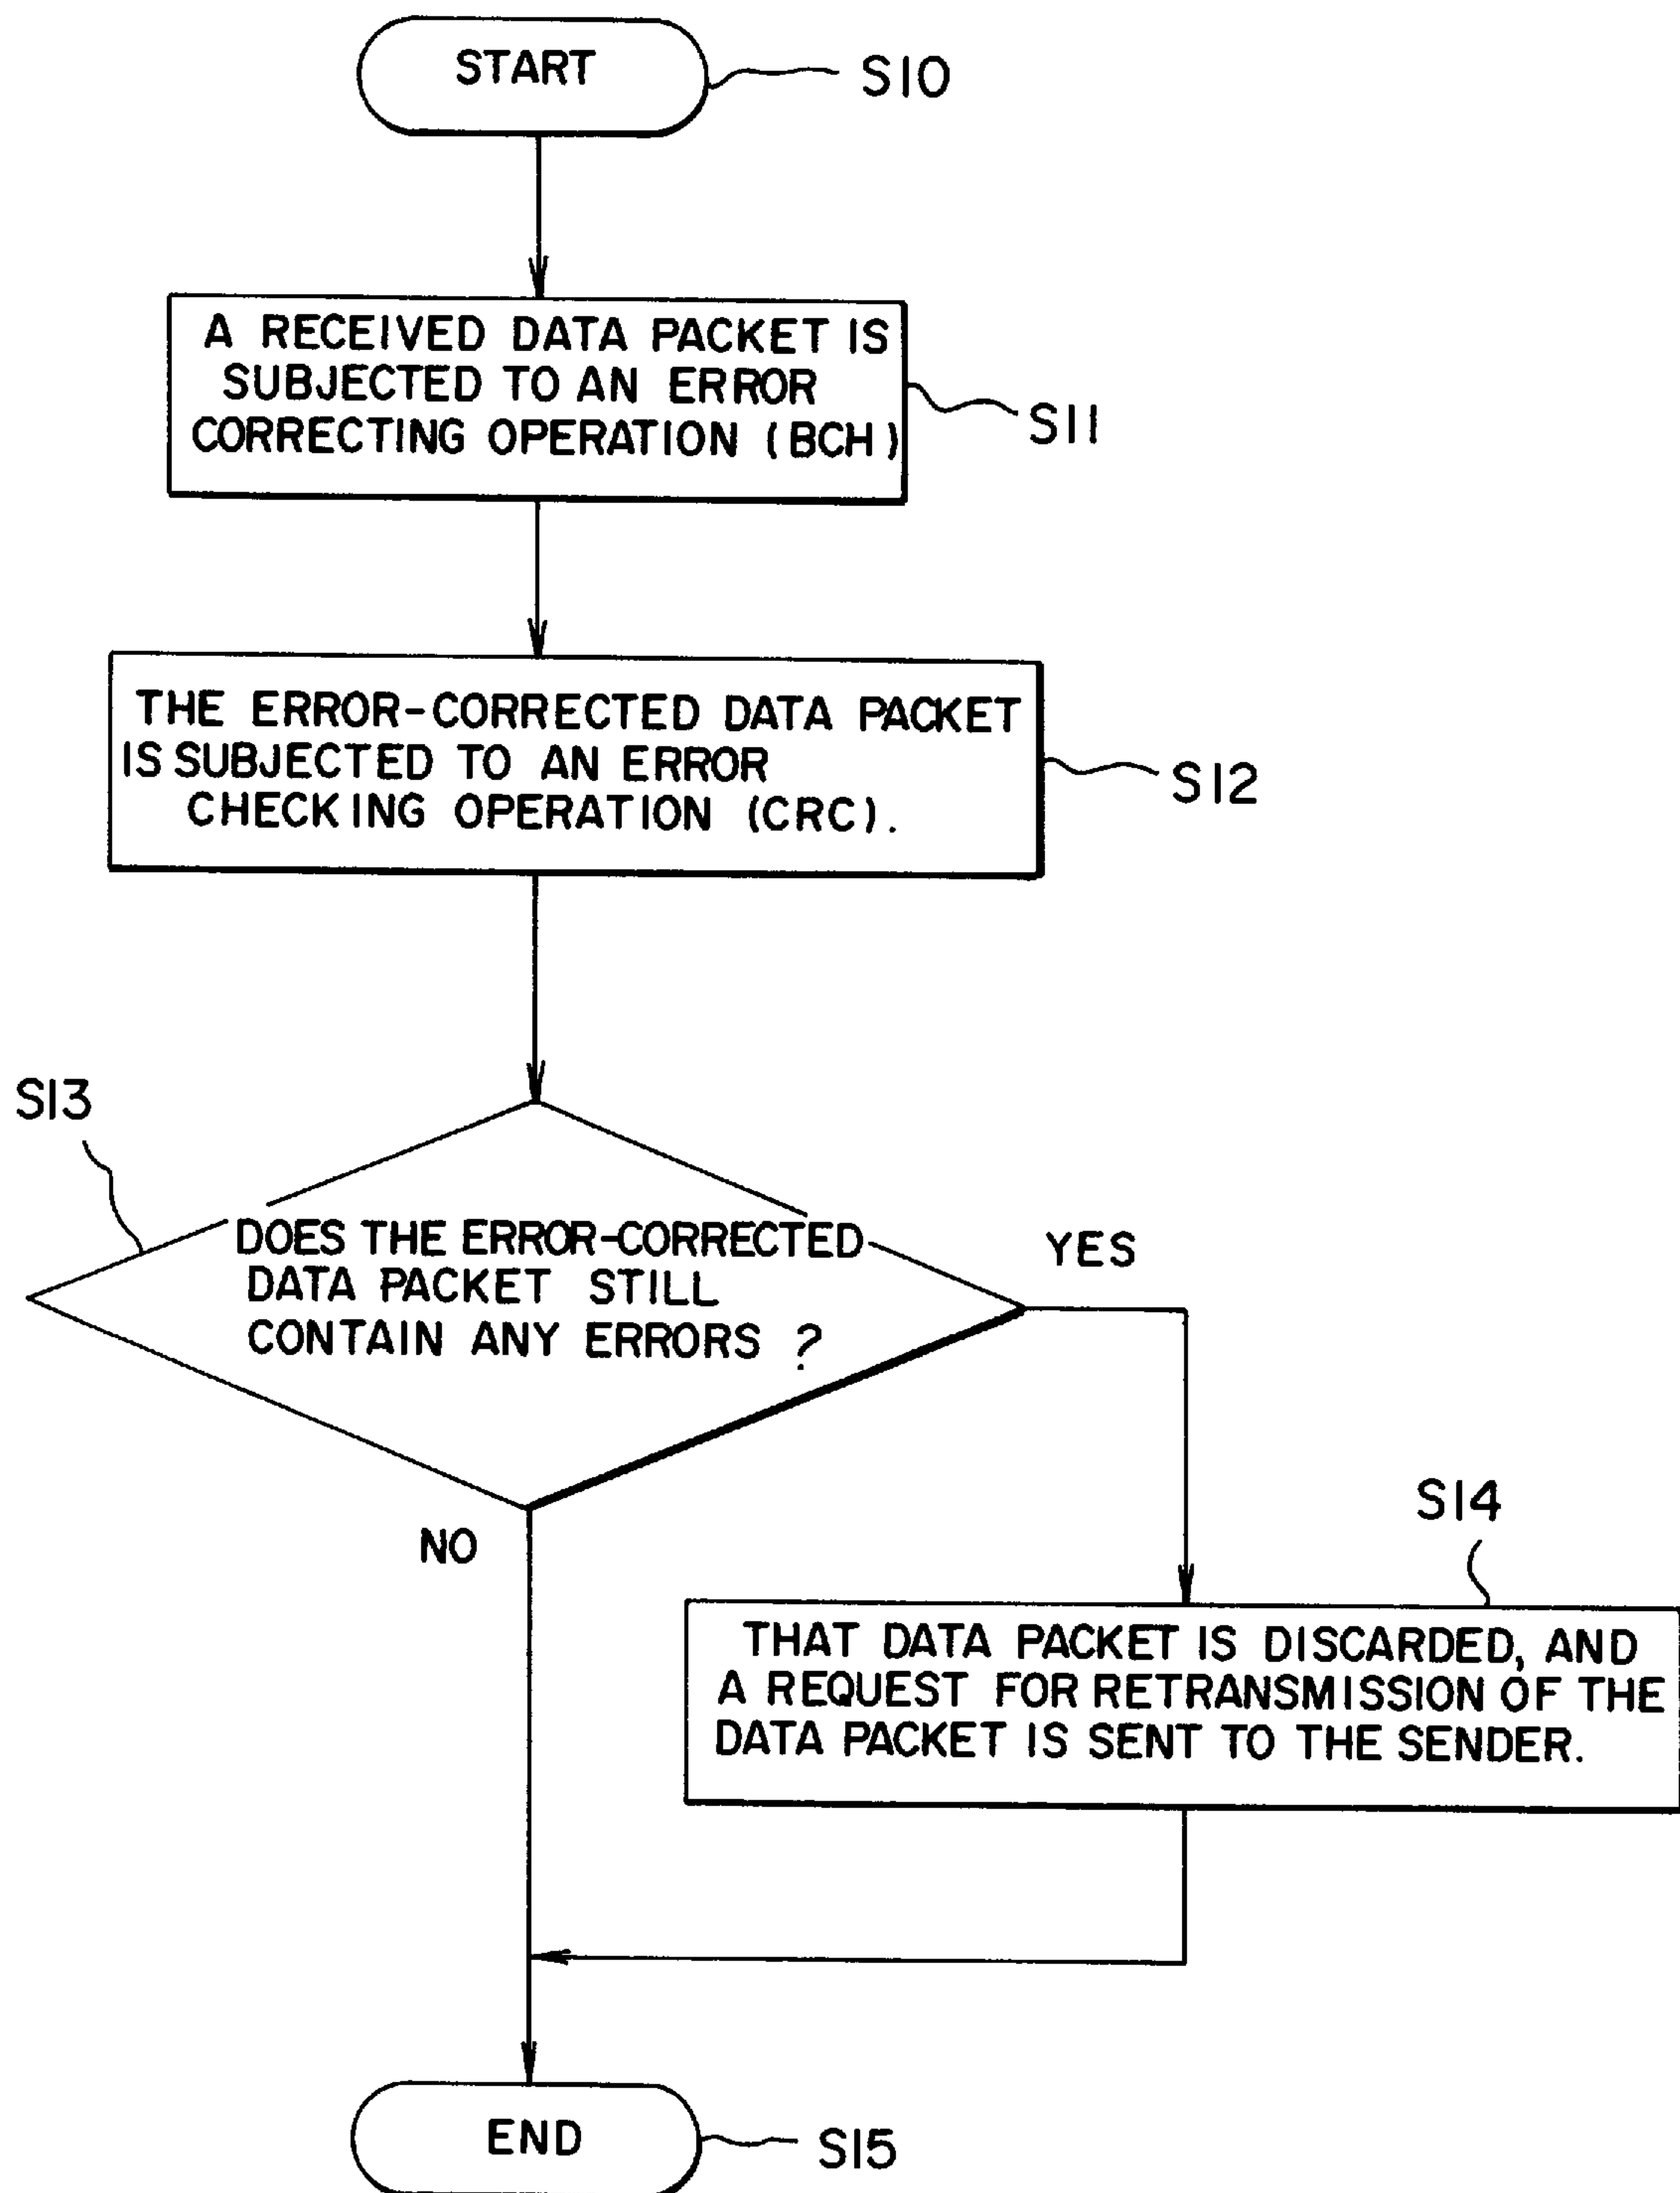 START
S10
A RECEIVED DATA PACKET IS
SUBJECTED TO AN ERROR
CORRECTING OPERATION (BCH)
S11
THE ERROR-CORRECTED DATA PACKET
IS SUBJECTED TO AN ERROR
CHECKING OPERATION (CRC).
S12
S13
DOES THE ERROR-CORRECTED
DATA PACKET STILL
CONTAIN ANY ERRORS ?
YES
NO
S14
THAT DATA PACKET IS DISCARDED, AND
A REQUEST FOR RETRANSMISSION OF THE
DATA PACKET IS SENT TO THE SENDER.
END
S15